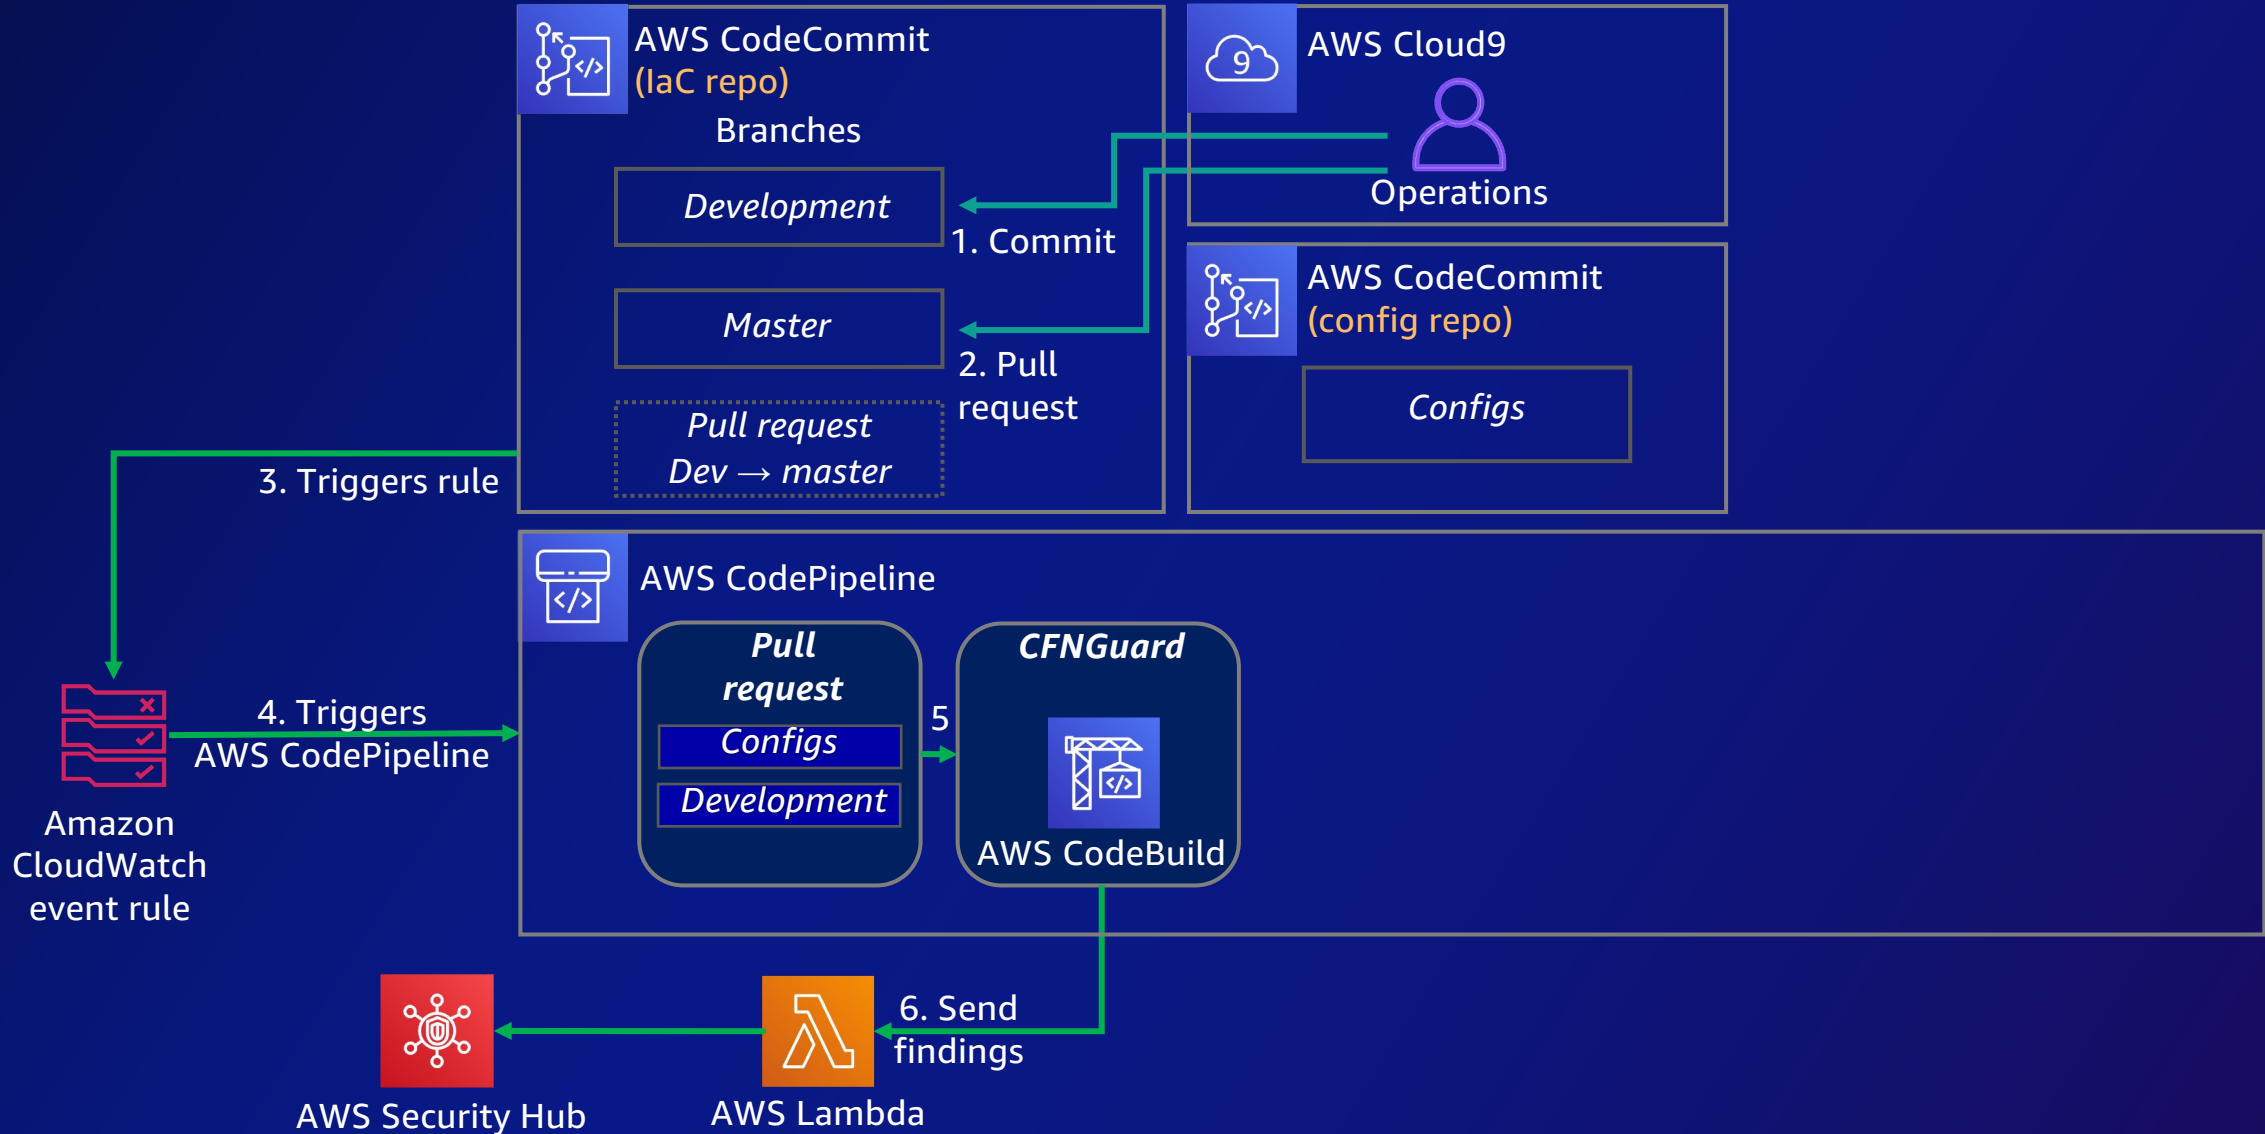 AWS CodeCommit
(IaC repo)
Branches
Development
Master
Pull request
Dev → master
1. Commit
2. Pull
request
9
AWS Cloud9
Operations
AWS CodeCommit
(config repo)
Configs
3. Triggers rule
4. Triggers
AWS CodePipeline
Amazon
CloudWatch
event rule
AWS CodePipeline
Pull
request
Configs
Development
5
CFNGuard
AWS CodeBuild
6. Send
findings
AWS Lambda
AWS Security Hub